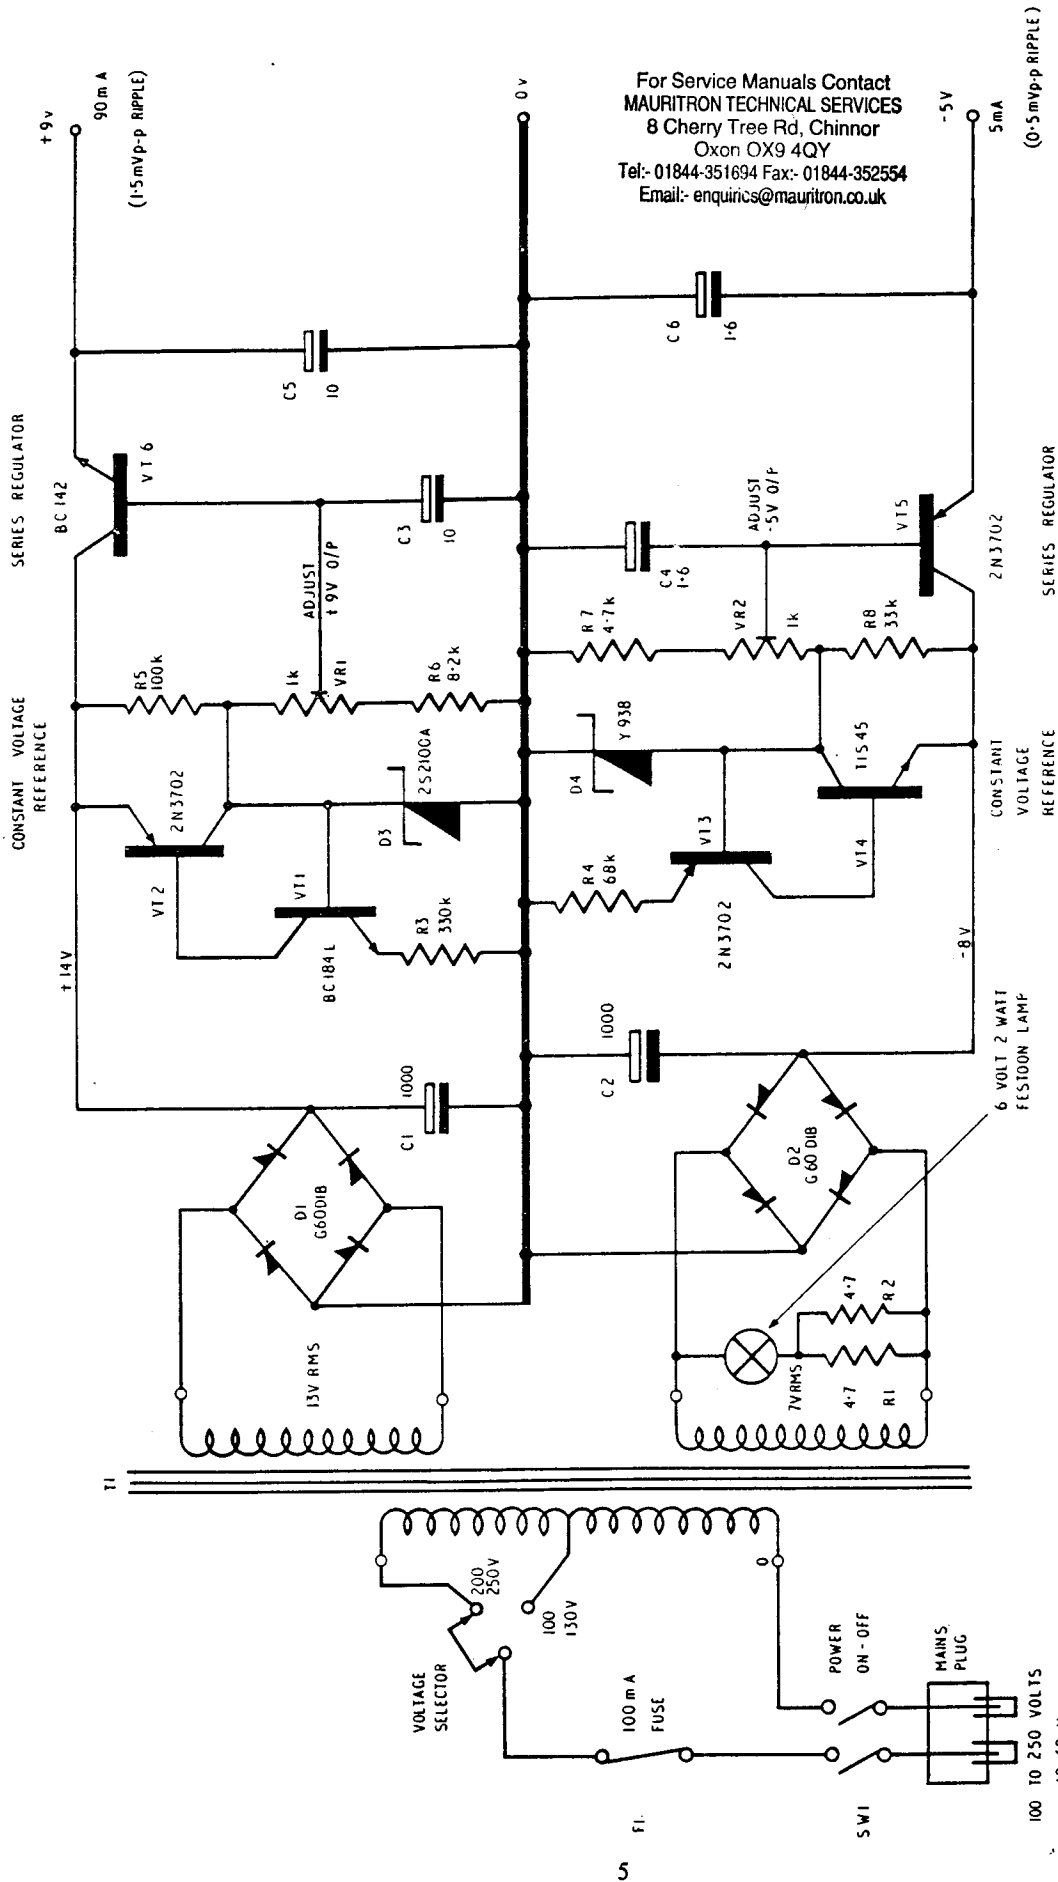 For Service Manuals Contact
MAURITRON TECHNICAL SERVICES
8 Cherry Tree Rd, Chinnor
Oxon OX9 4QY
Tel:- 01844-351694 Fax:- 01844-352554
Email:- enquiries@mauritron.co.uk
100 TO 250 VOLTS
MAINS
PLUG
SW1
POWER
ON - OFF
F1.
100 mA
FUSE
VOLTAGE
SELECTOR
200
250V
100
130V
0
T1
13V RMS
D1
G60D1B
C1
1000
+14V
CONSTANT VOLTAGE
REFERENCE
VT2
2N3702
VT1
BC184L
R3
330k
D3
2S2100A
R5
100k
1k
VR1
R6
8.2k
ADJUST
+9V O/P
C3
10
SERIES REGULATOR
BC142
VT6
C5
10
+9v
90mA
(1·5mVp-p RIPPLE)
0v
7VRMS
4·7
R1
4·7
R2
6 VOLT 2 WATT
FESTOON LAMP
D2
G60 D1B
C2
1000
-8V
R4
68k
VT3
2N3702
VT4
T1S45
D4
Y938
CONSTANT
VOLTAGE
REFERENCE
R7
4·7k
VR2
1k
R8
33k
ADJUST
-5V O/P
C4
1·6
VT5
2N3702
SERIES REGULATOR
C6
1·6
-5V
5mA
(0·5mVp-p RIPPLE)
5